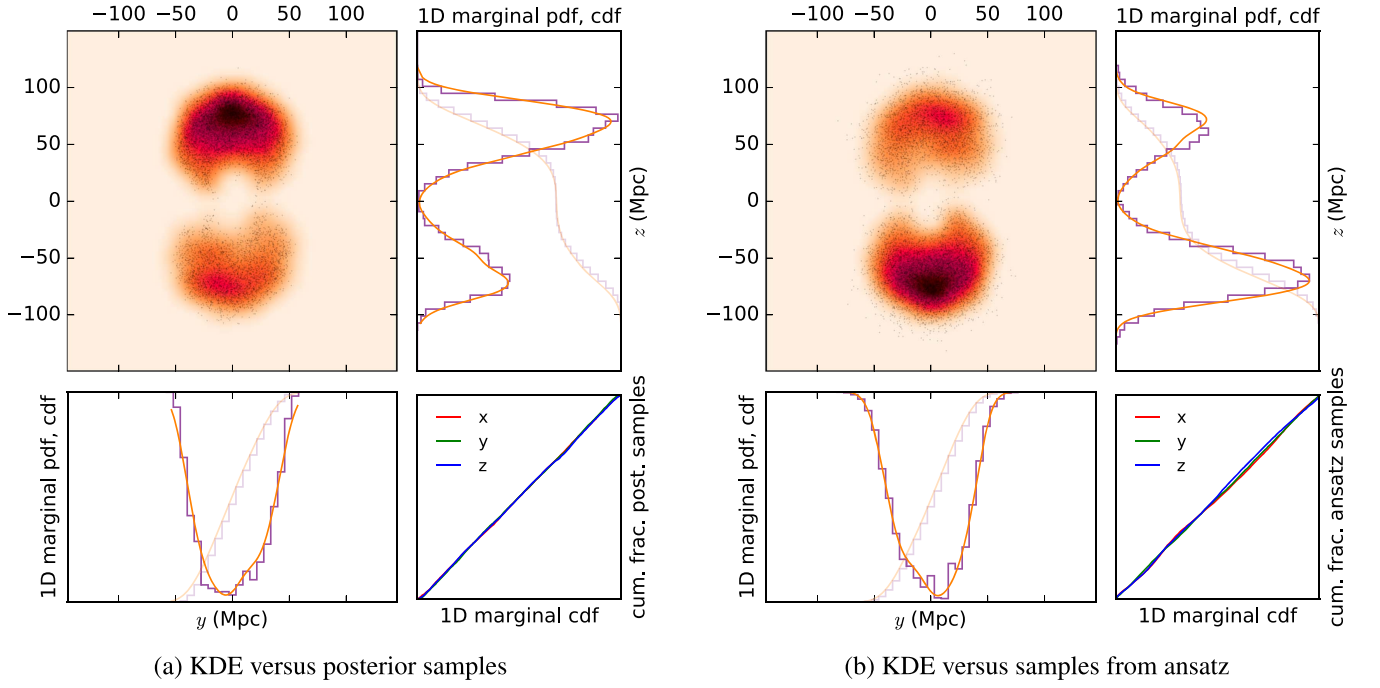 −100 −50 0 50 100
1D marginal pdf, cdf
100
50
0
−50
−100
z (Mpc)
1D marginal pdf, cdf
y (Mpc)
x
y
z
cum. frac. post. samples
1D marginal cdf
(a) KDE versus posterior samples
−100 −50 0 50 100
1D marginal pdf, cdf
100
50
0
−50
−100
z (Mpc)
1D marginal pdf, cdf
y (Mpc)
x
y
z
cum. frac. ansatz samples
1D marginal cdf
(b) KDE versus samples from ansatz